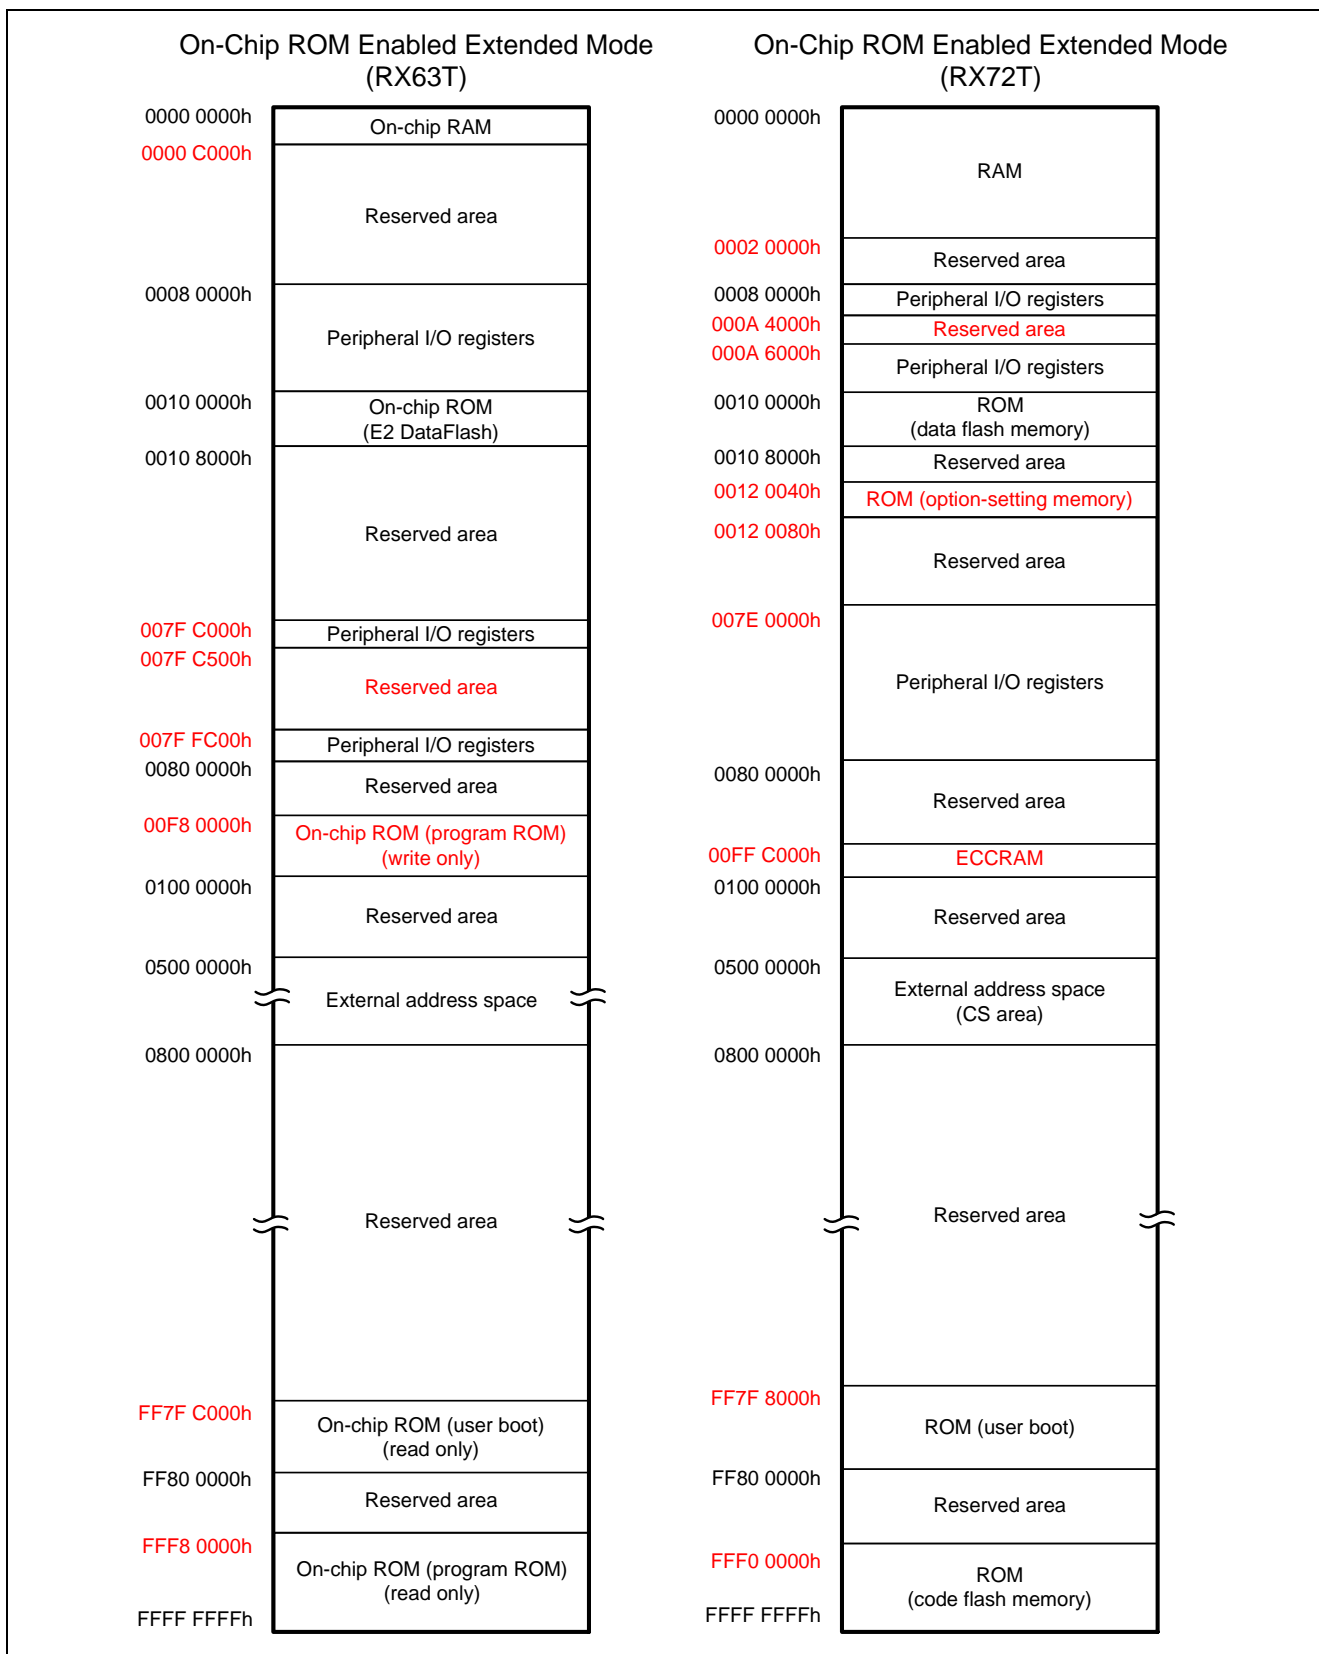 On-Chip ROM Enabled Extended Mode
(RX63T)
0000 0000h
On-chip RAM
0000 C000h
Reserved area
0008 0000h
Peripheral I/O registers
0010 0000h
On-chip ROM
(E2 DataFlash)
0010 8000h
Reserved area
007F C000h
Peripheral I/O registers
007F C500h
Reserved area
007F FC00h
Peripheral I/O registers
0080 0000h
Reserved area
00F8 0000h
On-chip ROM (program ROM)
(write only)
0100 0000h
Reserved area
0500 0000h
External address space
0800 0000h
Reserved area
FF7F C000h
On-chip ROM (user boot)
(read only)
FF80 0000h
Reserved area
FFF8 0000h
On-chip ROM (program ROM)
(read only)
FFFF FFFFh
On-Chip ROM Enabled Extended Mode
(RX72T)
0000 0000h
RAM
0002 0000h
Reserved area
0008 0000h
Peripheral I/O registers
000A 4000h
Reserved area
000A 6000h
Peripheral I/O registers
0010 0000h
ROM
(data flash memory)
0010 8000h
Reserved area
0012 0040h
ROM (option-setting memory)
0012 0080h
Reserved area
007E 0000h
Peripheral I/O registers
0080 0000h
Reserved area
00FF C000h
ECCRAM
0100 0000h
Reserved area
0500 0000h
External address space
(CS area)
0800 0000h
Reserved area
FF7F 8000h
ROM (user boot)
FF80 0000h
Reserved area
FFF0 0000h
ROM
(code flash memory)
FFFF FFFFh